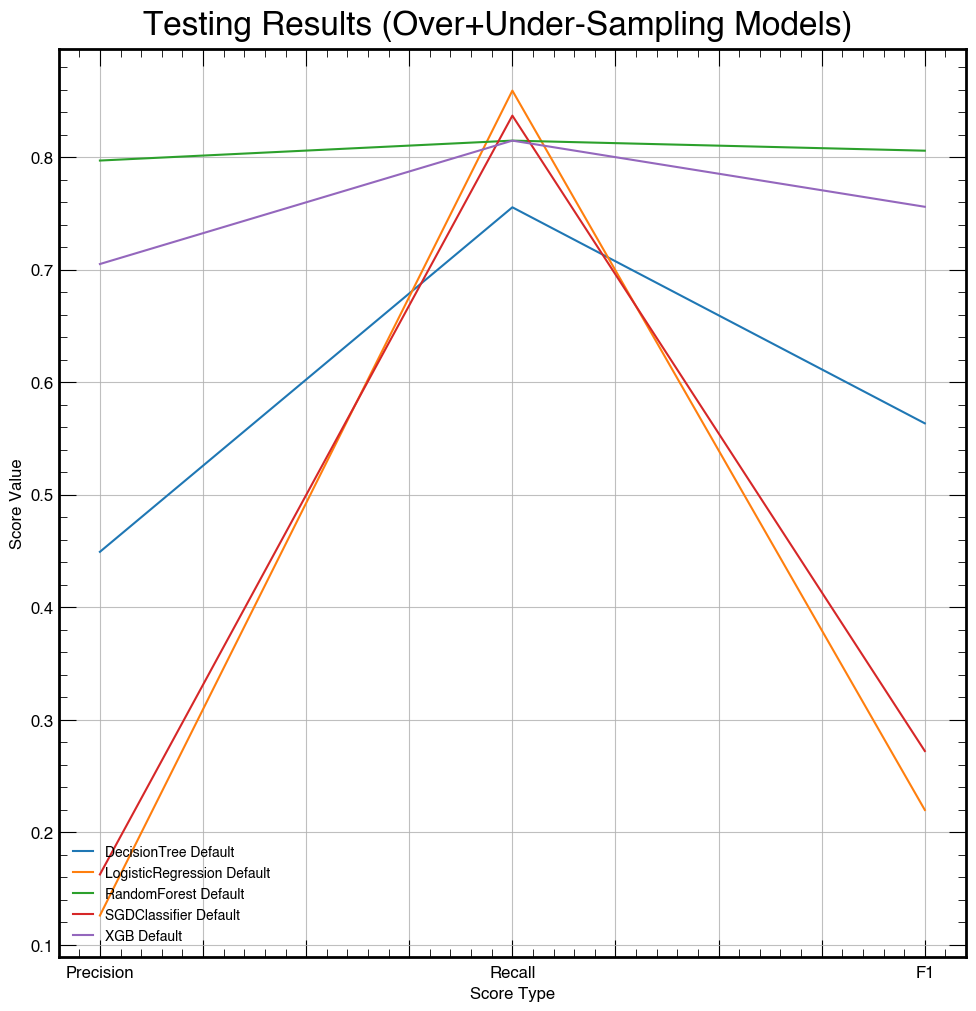 Testing Results (Over+Under-Sampling Models)
Score Value
0.8
0.7
0.6
0.5
0.4
0.3
0.2
0.1
DecisionTree Default
LogisticRegression Default
RandomForest Default
SGDClassifier Default
XGB Default
Precision Recall F1
Score Type